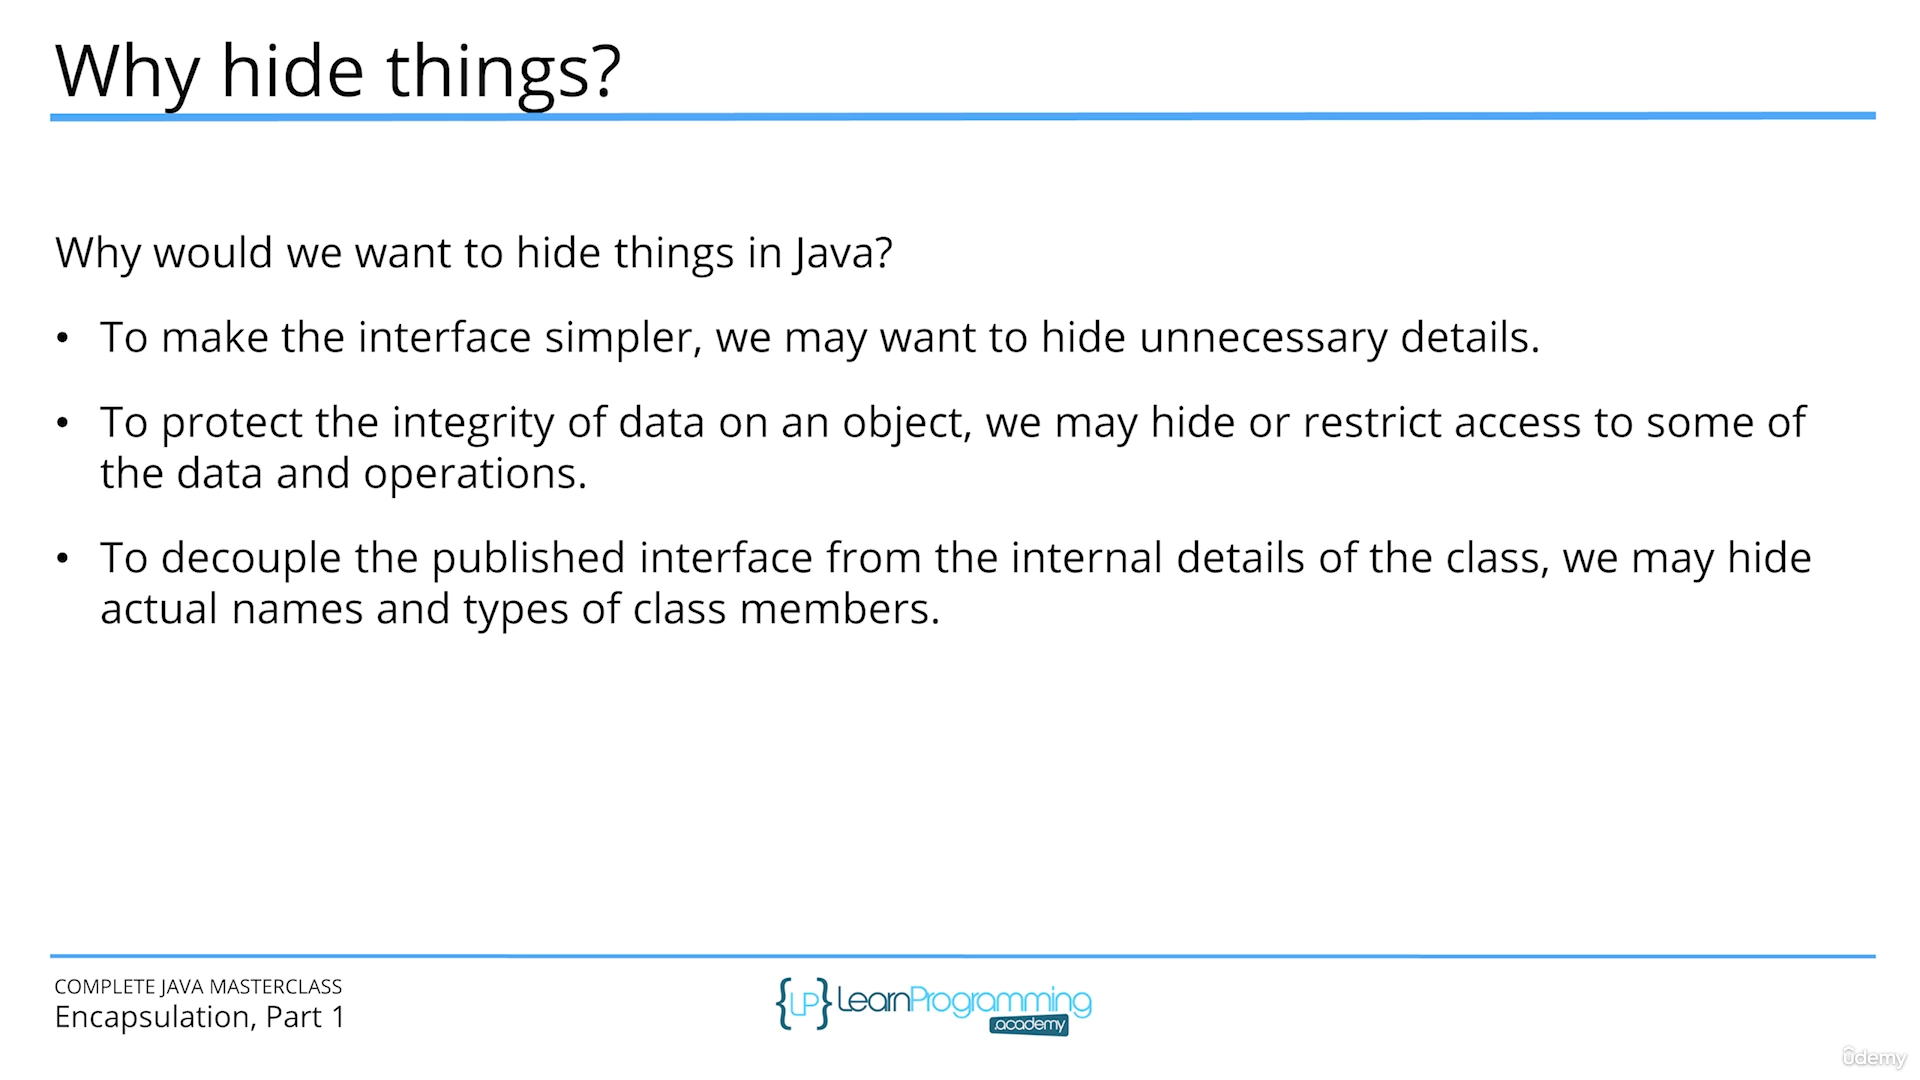 Why hide things?
Why would we want to hide things in Java?
• To make the interface simpler, we may want to hide unnecessary details.
• To protect the integrity of data on an object, we may hide or restrict access to some of
the data and operations.
• To decouple the published interface from the internal details of the class, we may hide
actual names and types of class members.
COMPLETE JAVA MASTERCLASS
Encapsulation, Part 1
{LP} LearnProgramming
.academy
ûdemy